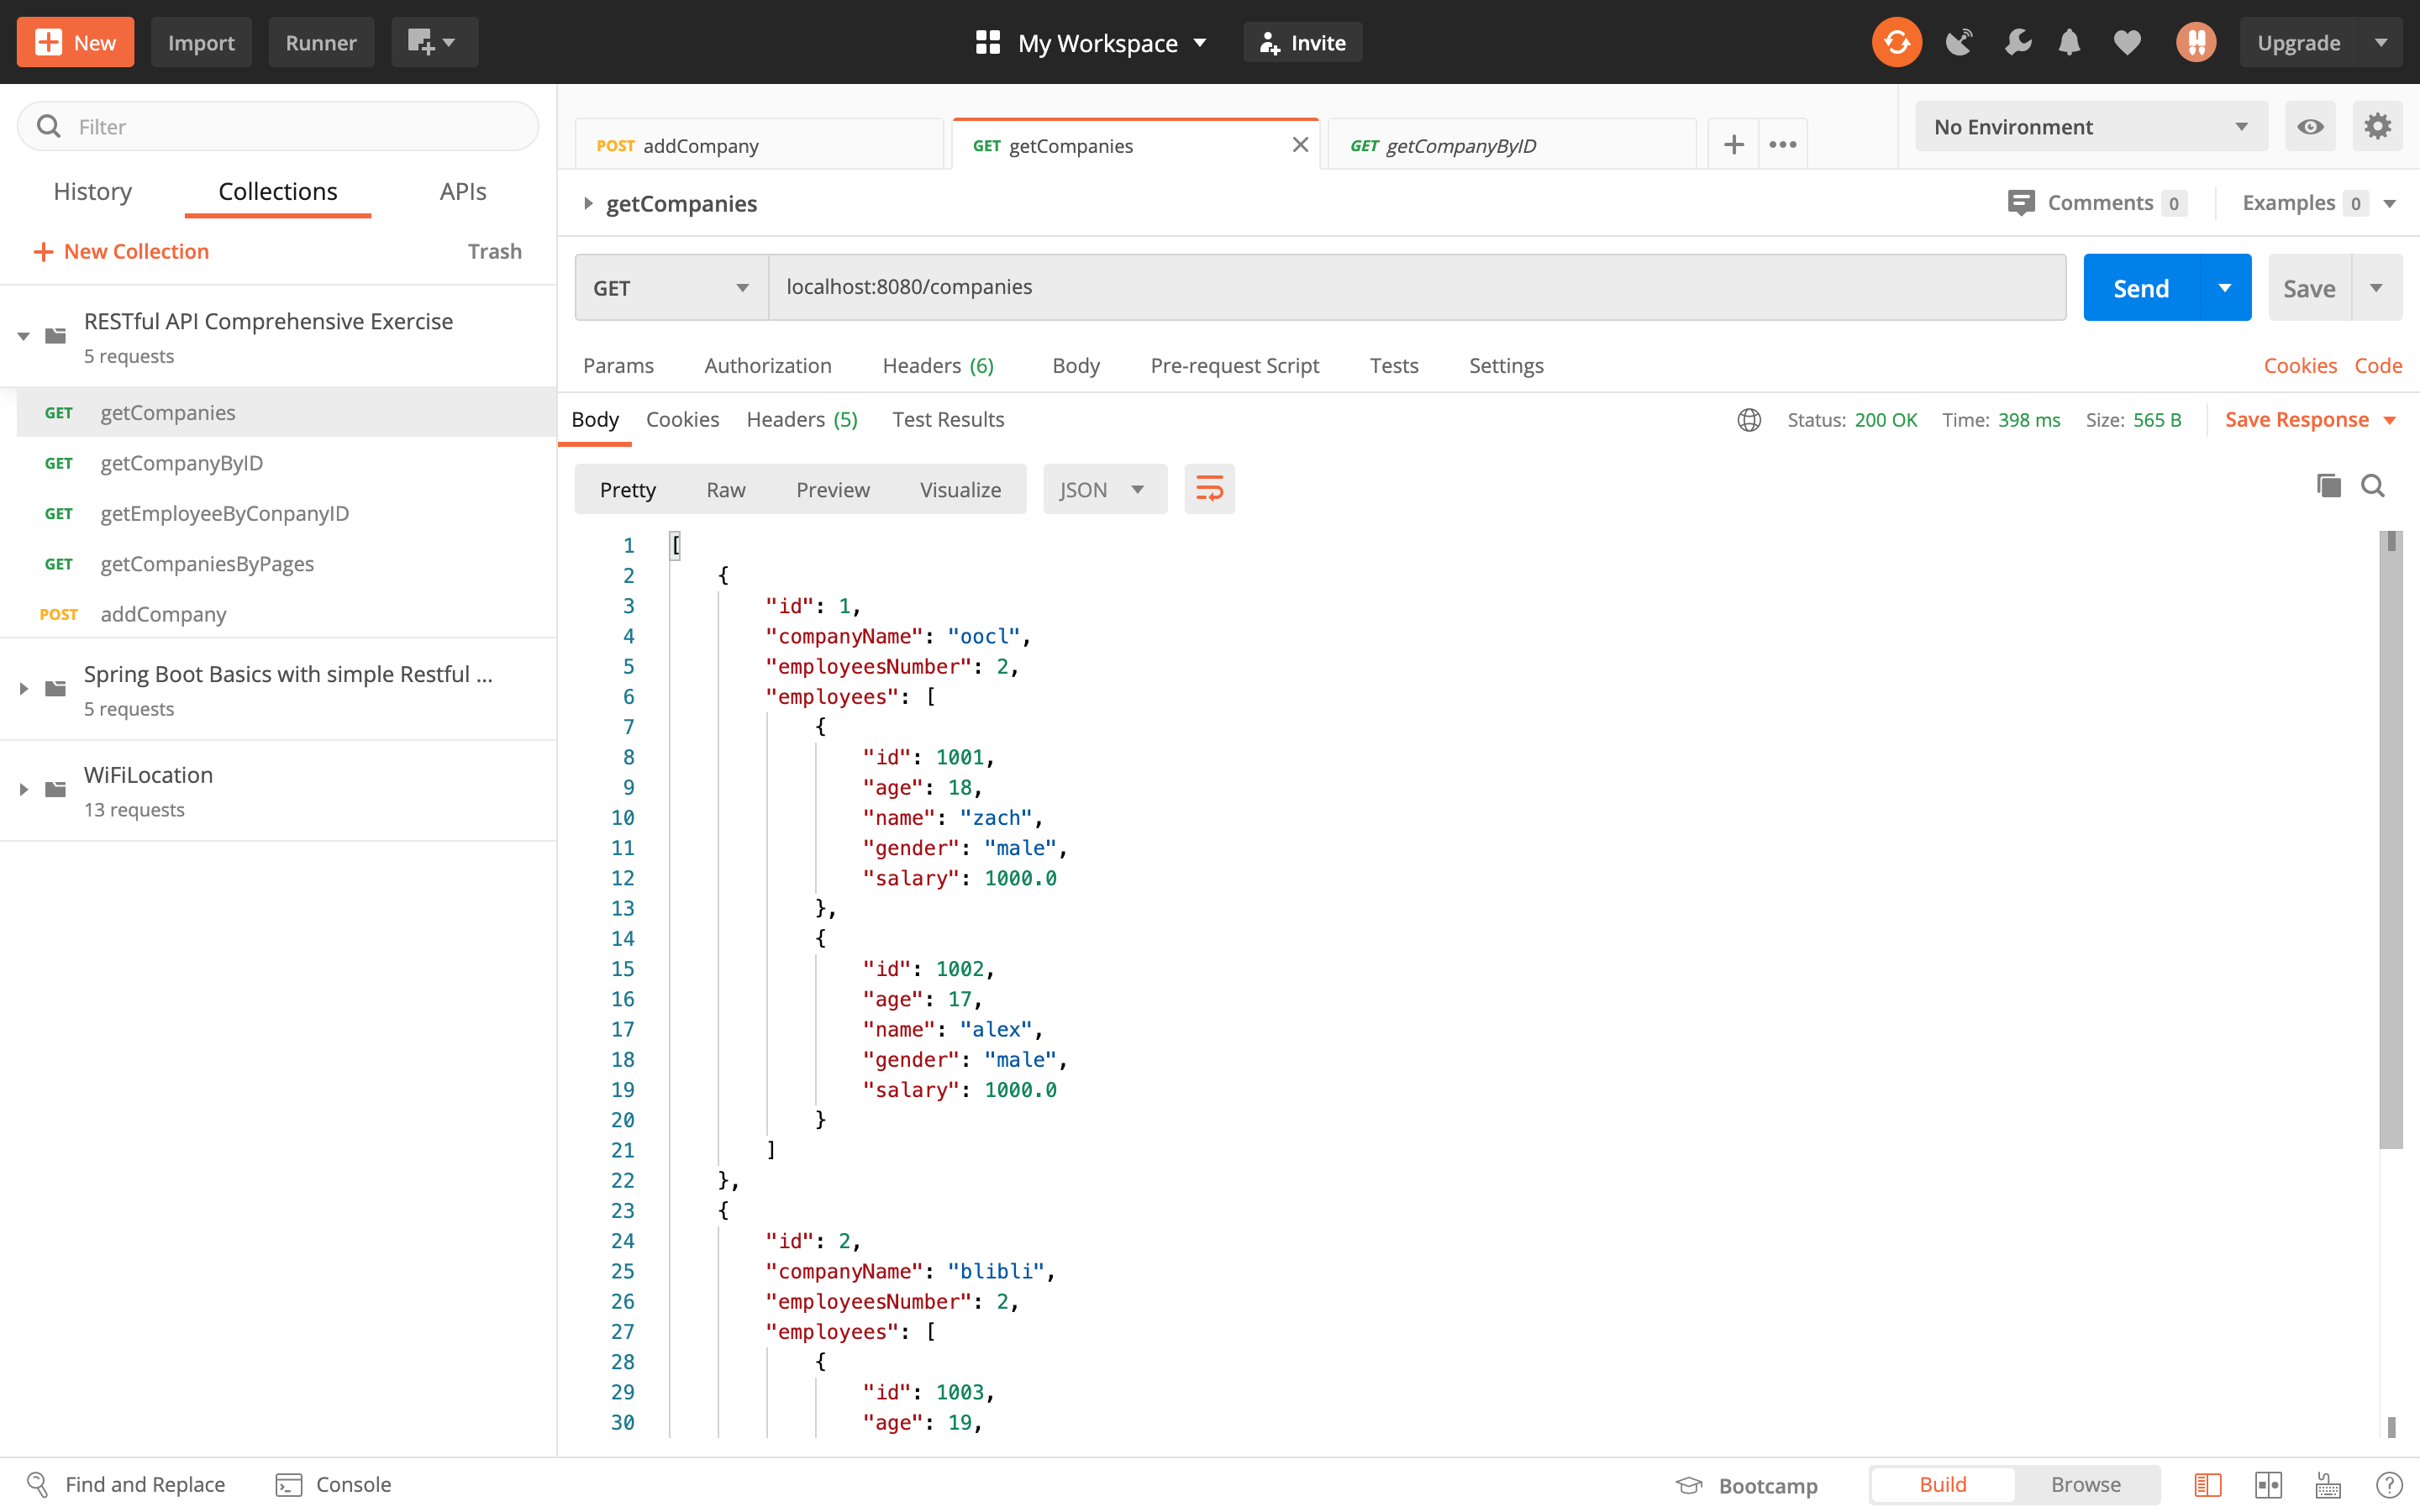 New Import Runner My Workspace Invite Upgrade
Filter
History Collections APIs
New Collection Trash
RESTful API Comprehensive Exercise
5 requests
GET getCompanies
GET getCompanyByID
GET getEmployeeByConpanyID
GET getCompaniesByPages
POST addCompany
Spring Boot Basics with simple Restful ...
5 requests
WiFiLocation
13 requests
POST addCompany GET getCompanies GET getCompanyByID No Environment
getCompanies Comments 0 Examples 0
GET localhost:8080/companies Send Save
Params Authorization Headers (6) Body Pre-request Script Tests Settings Cookies Code
Body Cookies Headers (5) Test Results Status: 200 OK Time: 398 ms Size: 565 B Save Response
Pretty Raw Preview Visualize JSON
1 [
2 {
3 "id": 1,
4 "companyName": "oocl",
5 "employeesNumber": 2,
6 "employees": [
7 {
8 "id": 1001,
9 "age": 18,
10 "name": "zach",
11 "gender": "male",
12 "salary": 1000.0
13 },
14 {
15 "id": 1002,
16 "age": 17,
17 "name": "alex",
18 "gender": "male",
19 "salary": 1000.0
20 }
21 ]
22 },
23 {
24 "id": 2,
25 "companyName": "blibli",
26 "employeesNumber": 2,
27 "employees": [
28 {
29 "id": 1003,
30 "age": 19,
Find and Replace Console Bootcamp Build Browse